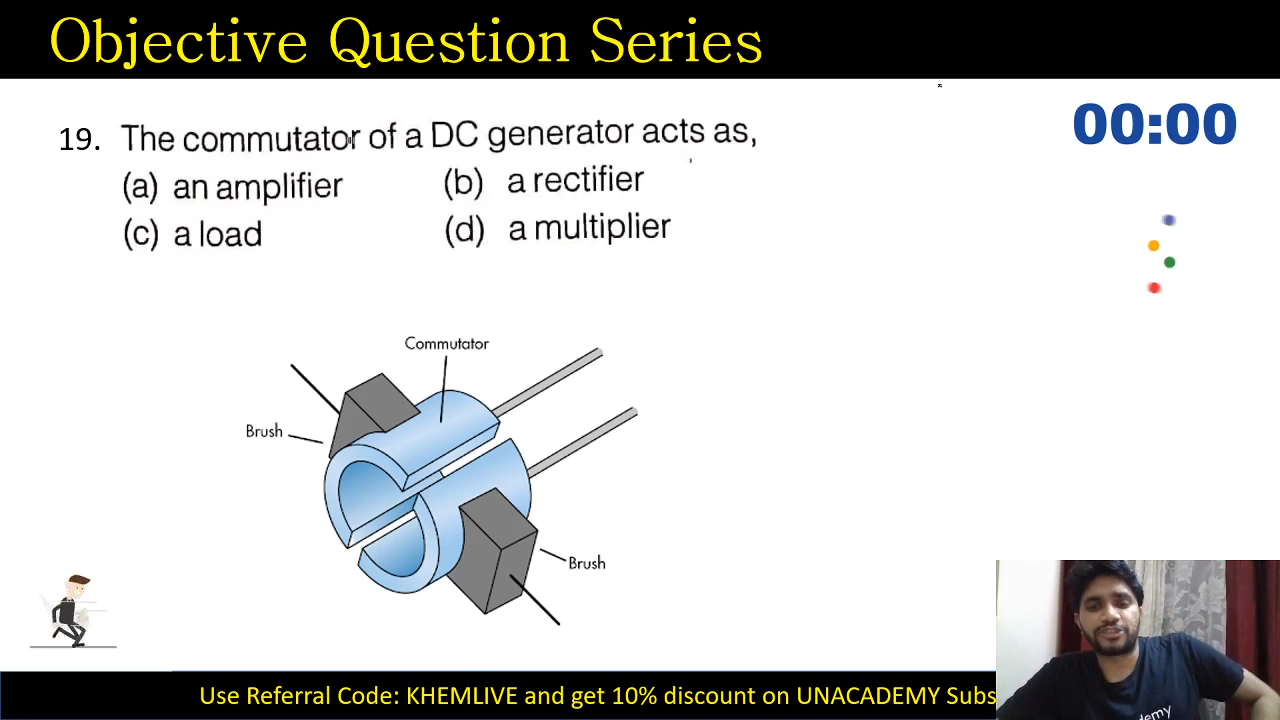 Objective Question Series
00:00
19. The commutator of a DC generator acts as,
(a) an amplifier (b) a rectifier
(c) a load (d) a multiplier
Commutator
Brush
Brush
Use Referral Code: KHEMLIVE and get 10% discount on UNACADEMY Subs
demy